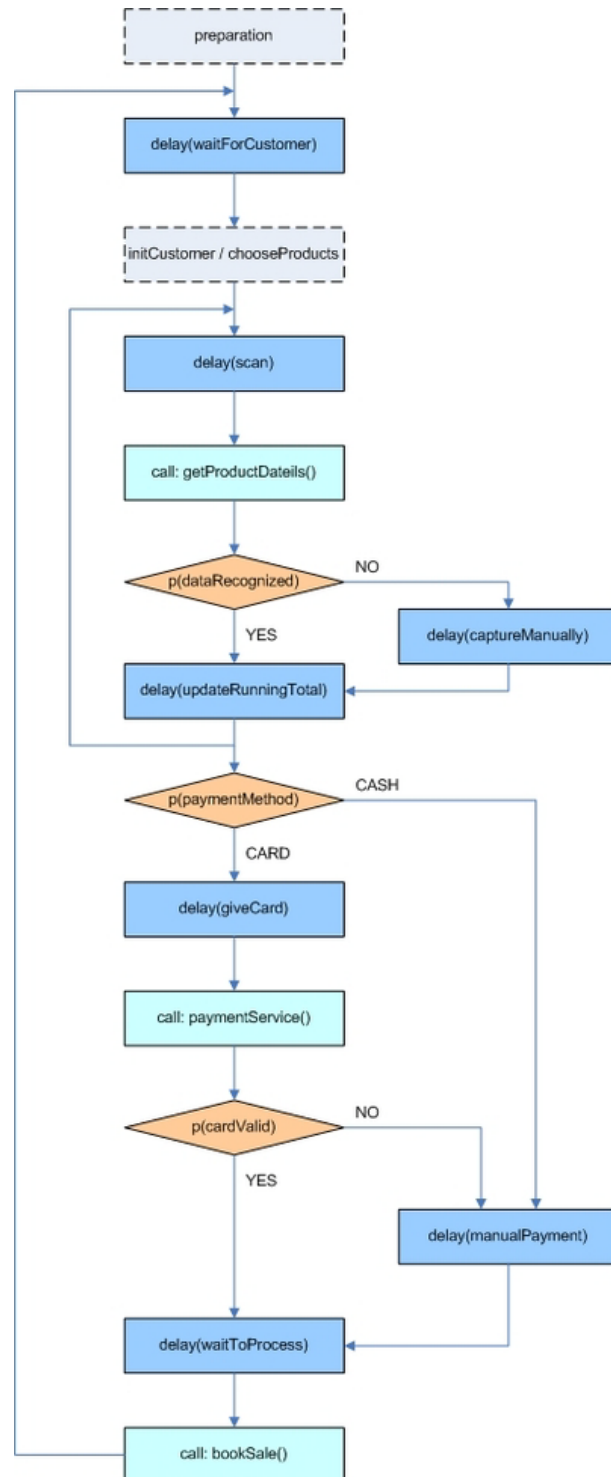 preparation
delay(waitForCustomer)
initCustomer / chooseProducts
delay(scan)
call: getProductDateils()
p(dataRecognized)
NO
YES
delay(captureManually)
delay(updateRunningTotal)
p(paymentMethod)
CASH
CARD
delay(giveCard)
call: paymentService()
p(cardValid)
NO
YES
delay(manualPayment)
delay(waitToProcess)
call: bookSale()